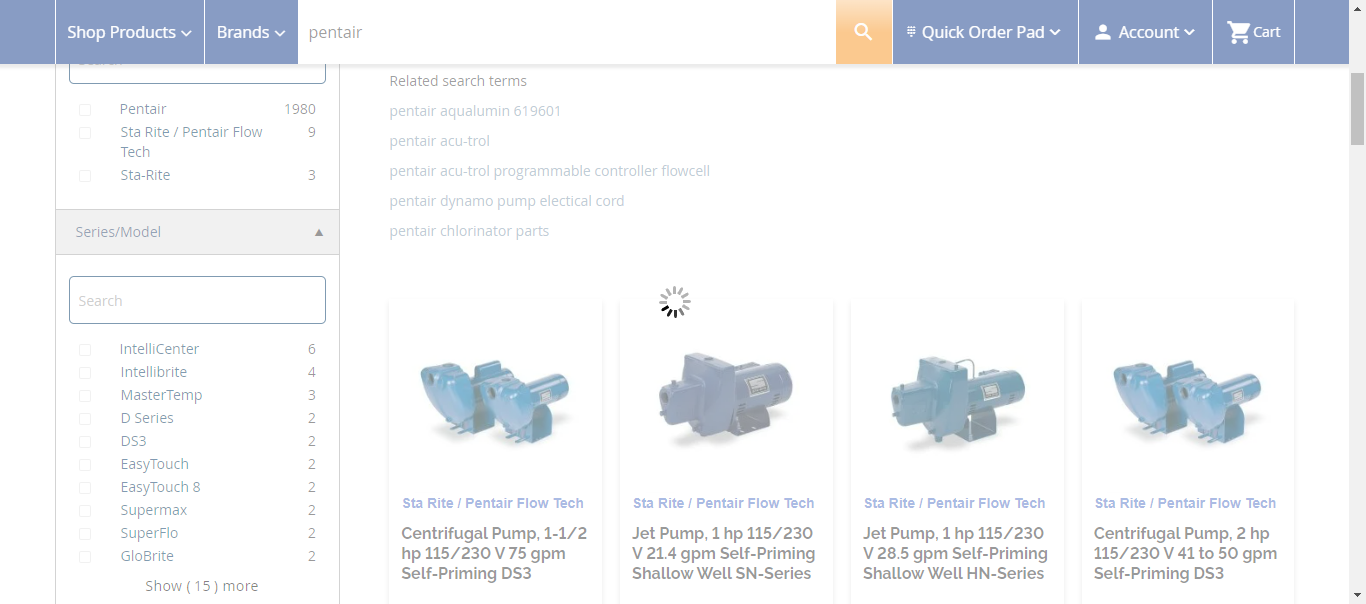 Shop Products
Brands
pentair
Quick Order Pad
Account
Cart
Pentair 1980
Sta Rite / Pentair Flow 9
Tech
Sta-Rite 3
Series/Model
Search
IntelliCenter 6
Intellibrite 4
MasterTemp 3
D Series 2
DS3 2
EasyTouch 2
EasyTouch 8 2
Supermax 2
SuperFlo 2
GloBrite 2
Show ( 15 ) more
Related search terms
pentair aqualumin 619601
pentair acu-trol
pentair acu-trol programmable controller flowcell
pentair dynamo pump electical cord
pentair chlorinator parts
Sta Rite / Pentair Flow Tech
Centrifugal Pump, 1-1/2
hp 115/230 V 75 gpm
Self-Priming DS3
Sta Rite / Pentair Flow Tech
Jet Pump, 1 hp 115/230
V 21.4 gpm Self-Priming
Shallow Well SN-Series
Sta Rite / Pentair Flow Tech
Jet Pump, 1 hp 115/230
V 28.5 gpm Self-Priming
Shallow Well HN-Series
Sta Rite / Pentair Flow Tech
Centrifugal Pump, 2 hp
115/230 V 41 to 50 gpm
Self-Priming DS3